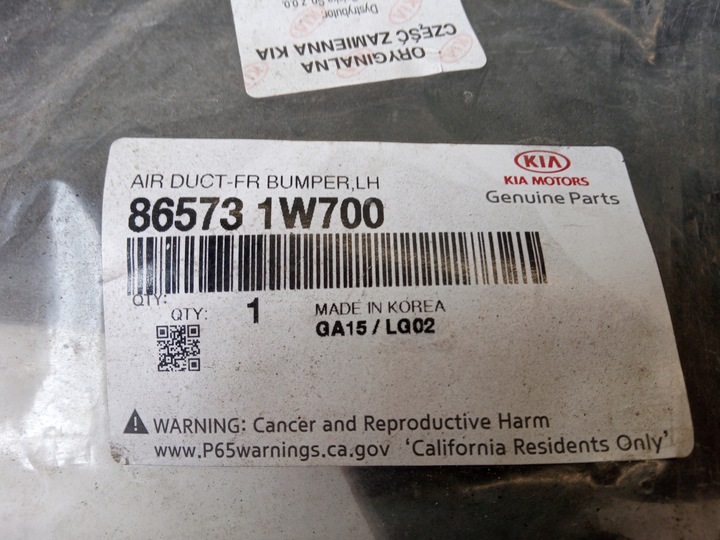 ORYGINALNA
CZĘŚĆ ZAMIENNA KIA
Dystrybutor:
AIR DUCT-FR BUMPER,LH
86573 1W700
KIA
KIA MOTORS
Genuine Parts
QTY:
QTY: 1
MADE IN KOREA
GA15 / LG02
WARNING: Cancer and Reproductive Harm
www.P65warnings.ca.gov 'California Residents Only'